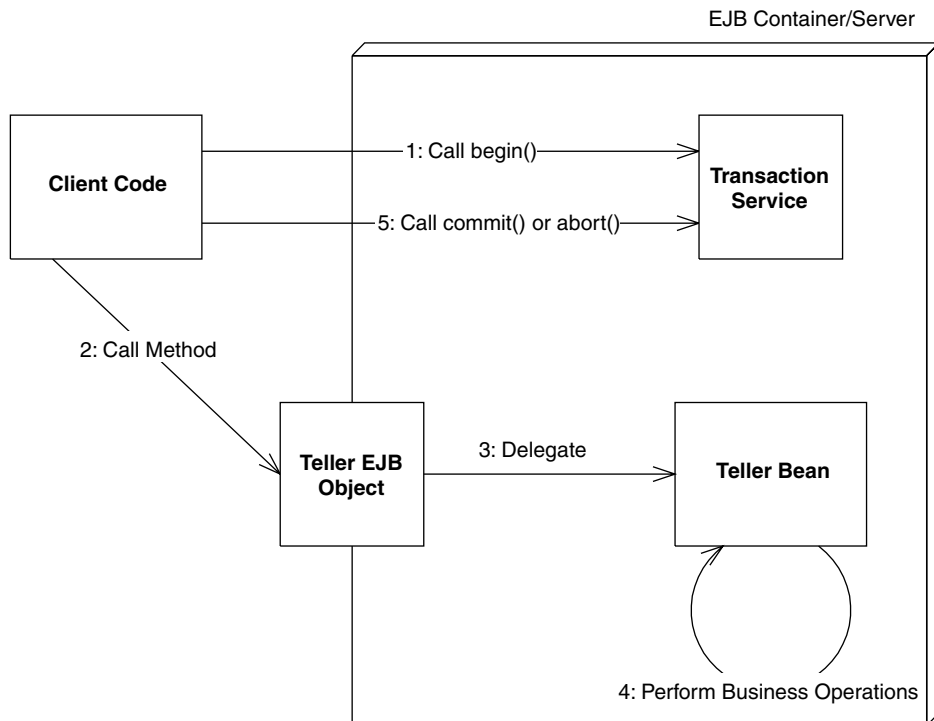 EJB Container/Server
1: Call begin()
Client Code
Transaction
Service
5: Call commit() or abort()
2: Call Method
Teller EJB
Object
3: Delegate
Teller Bean
4: Perform Business Operations